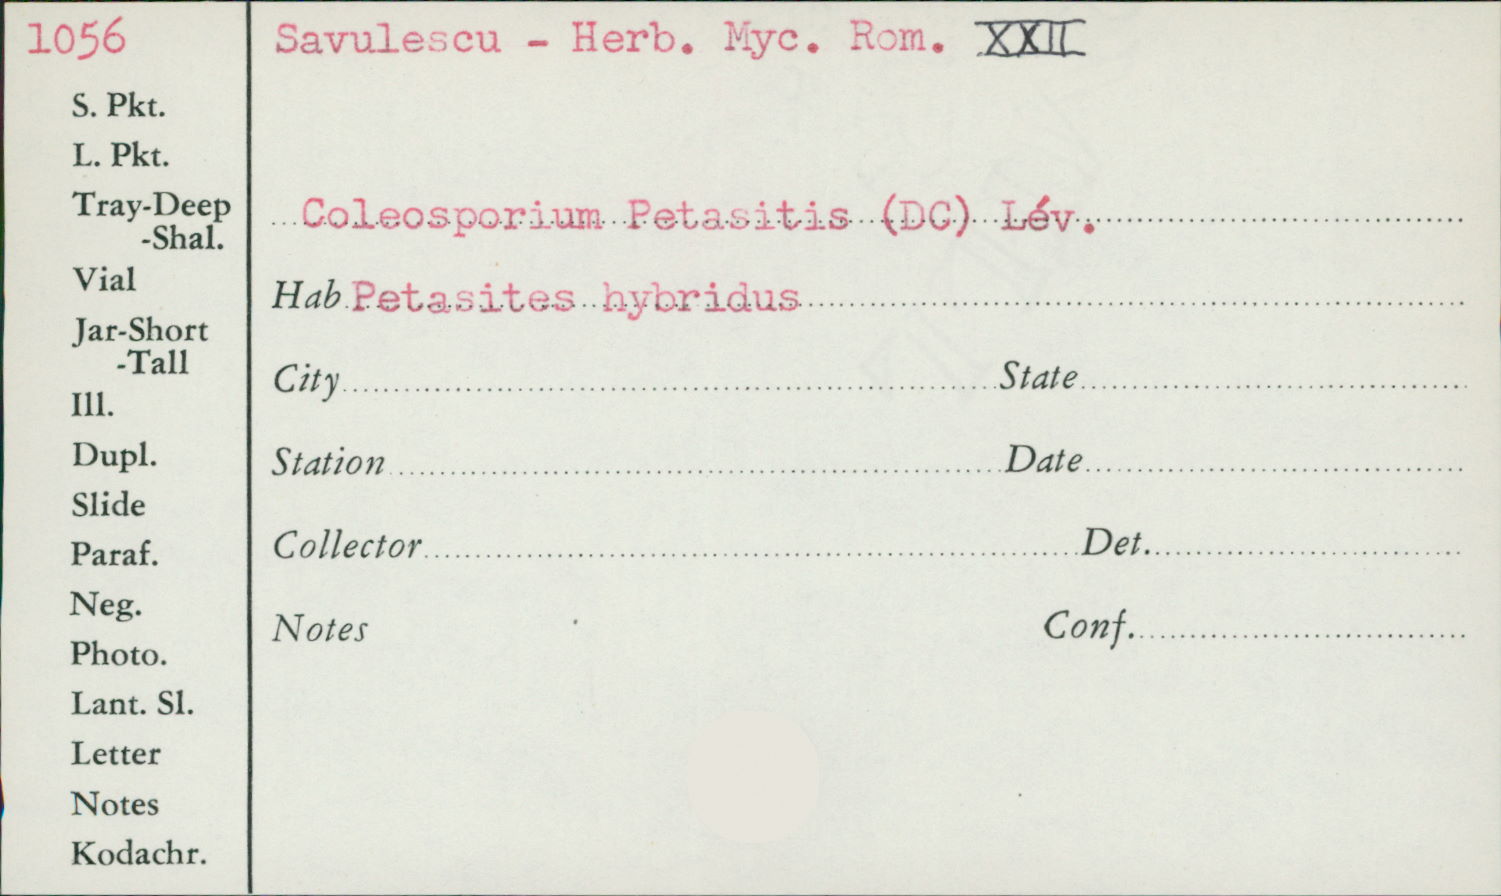 1056
Savulescu - Herb. Myc. Rom. XXII
S. Pkt.
L. Pkt.
Tray-Deep
-Shal.
Vial
Jar-Short
-Tall
Ill.
Dupl.
Slide
Paraf.
Neg.
Photo.
Lant. Sl.
Letter
Notes
Kodachr.
Coleosporium Petasitis (DC) Lév.
Hab. Petasites hybridus
City
State
Station
Date
Collector
Det.
Notes
Conf.